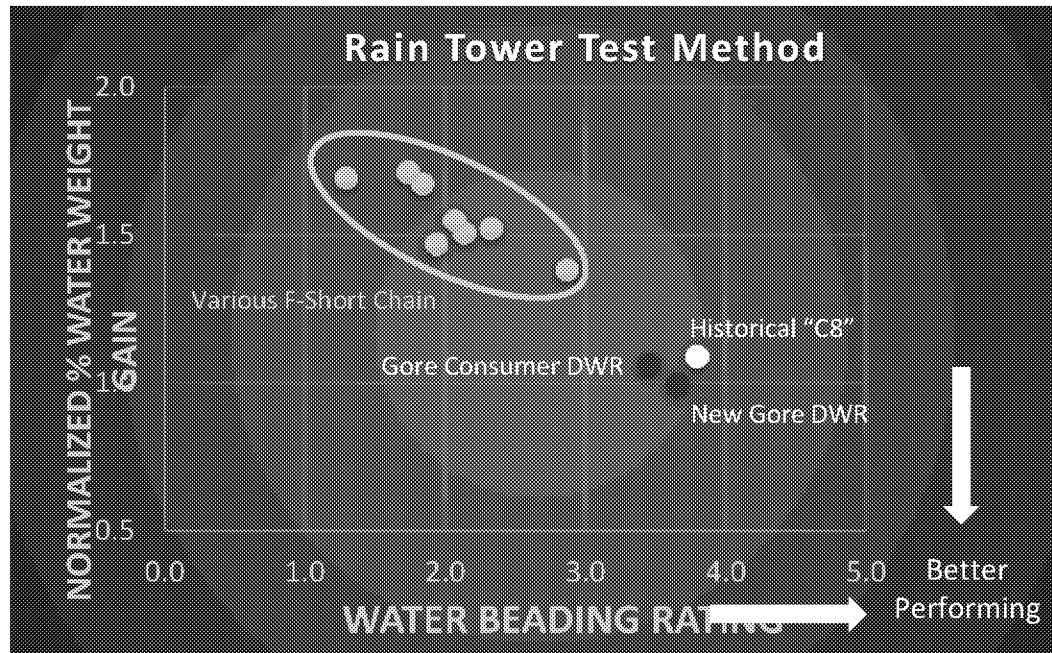 Rain Tower Test Method
2.0
1.5
1.0
0.5
NORMALIZED % WATER WEIGHT
GAIN
Various F-Short Chain
Historical “C8”
Gore Consumer DWR
New Gore DWR
0.0 1.0 2.0 3.0 4.0 5.0
WATER BEADING RATING
Better
Performing